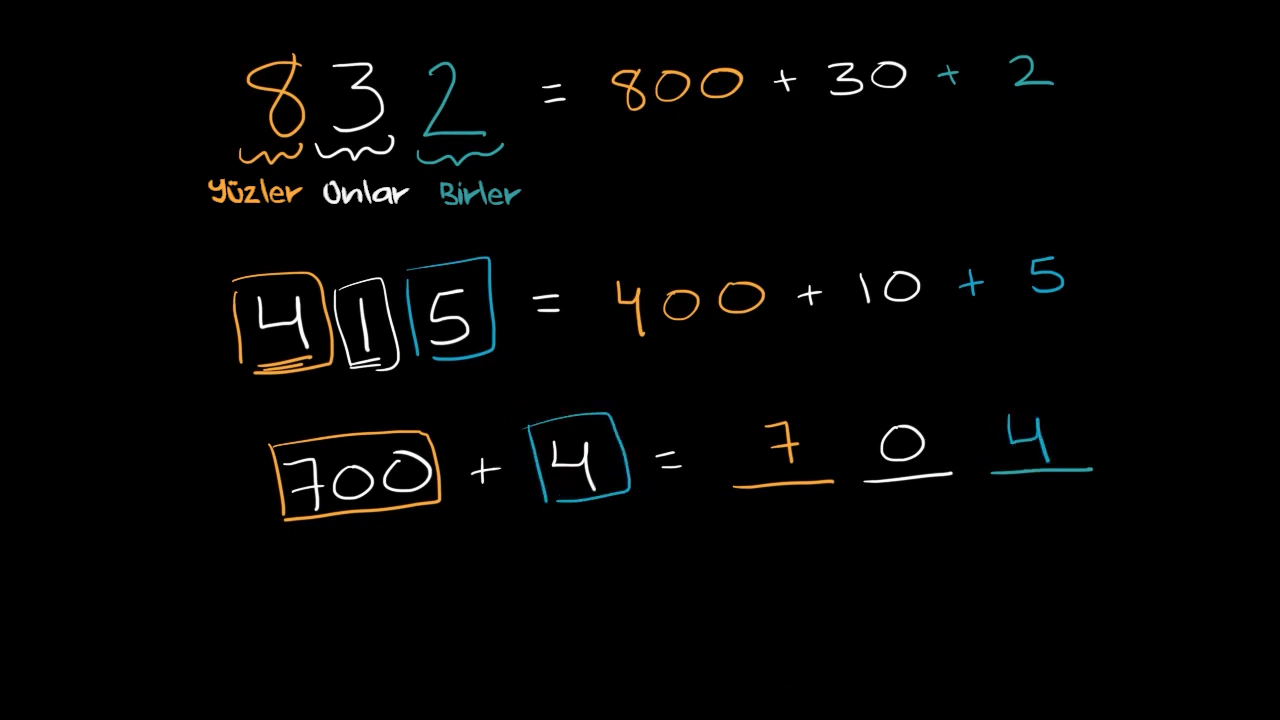 832 = 800 + 30 + 2
Yüzler Onlar Birler
415 = 400 + 10 + 5
700 + 4 = 7 0 4